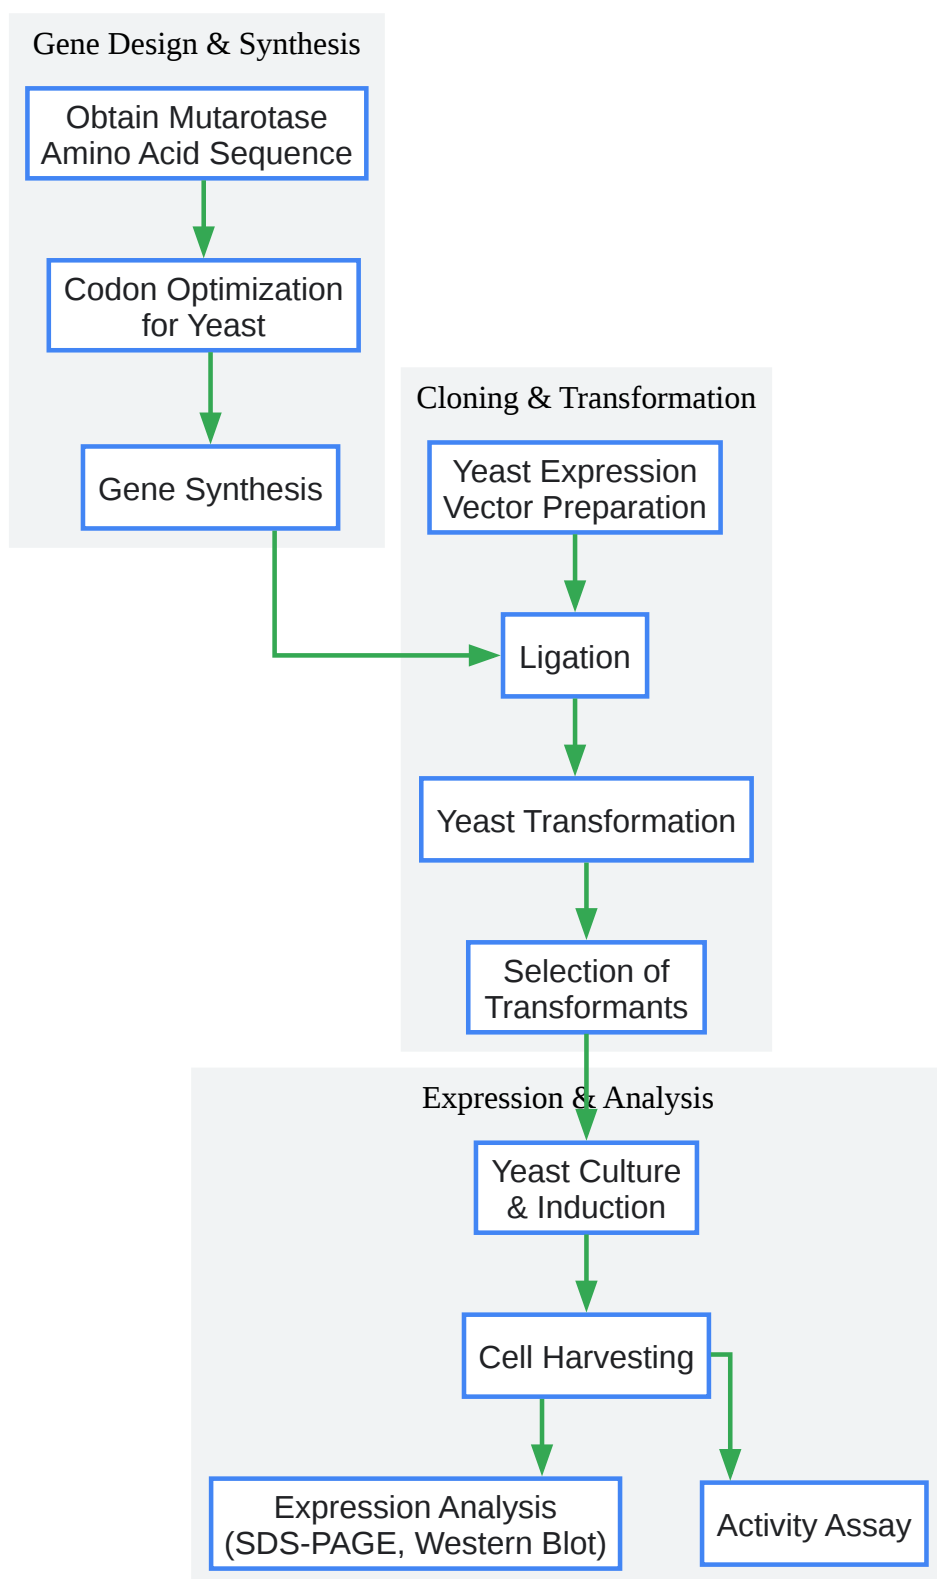 Gene Design & Synthesis
Obtain Mutarotase
Amino Acid Sequence
Codon Optimization
for Yeast
Gene Synthesis
Cloning & Transformation
Yeast Expression
Vector Preparation
Ligation
Yeast Transformation
Selection of
Transformants
Expression & Analysis
Yeast Culture
& Induction
Cell Harvesting
Expression Analysis
(SDS-PAGE, Western Blot)
Activity Assay